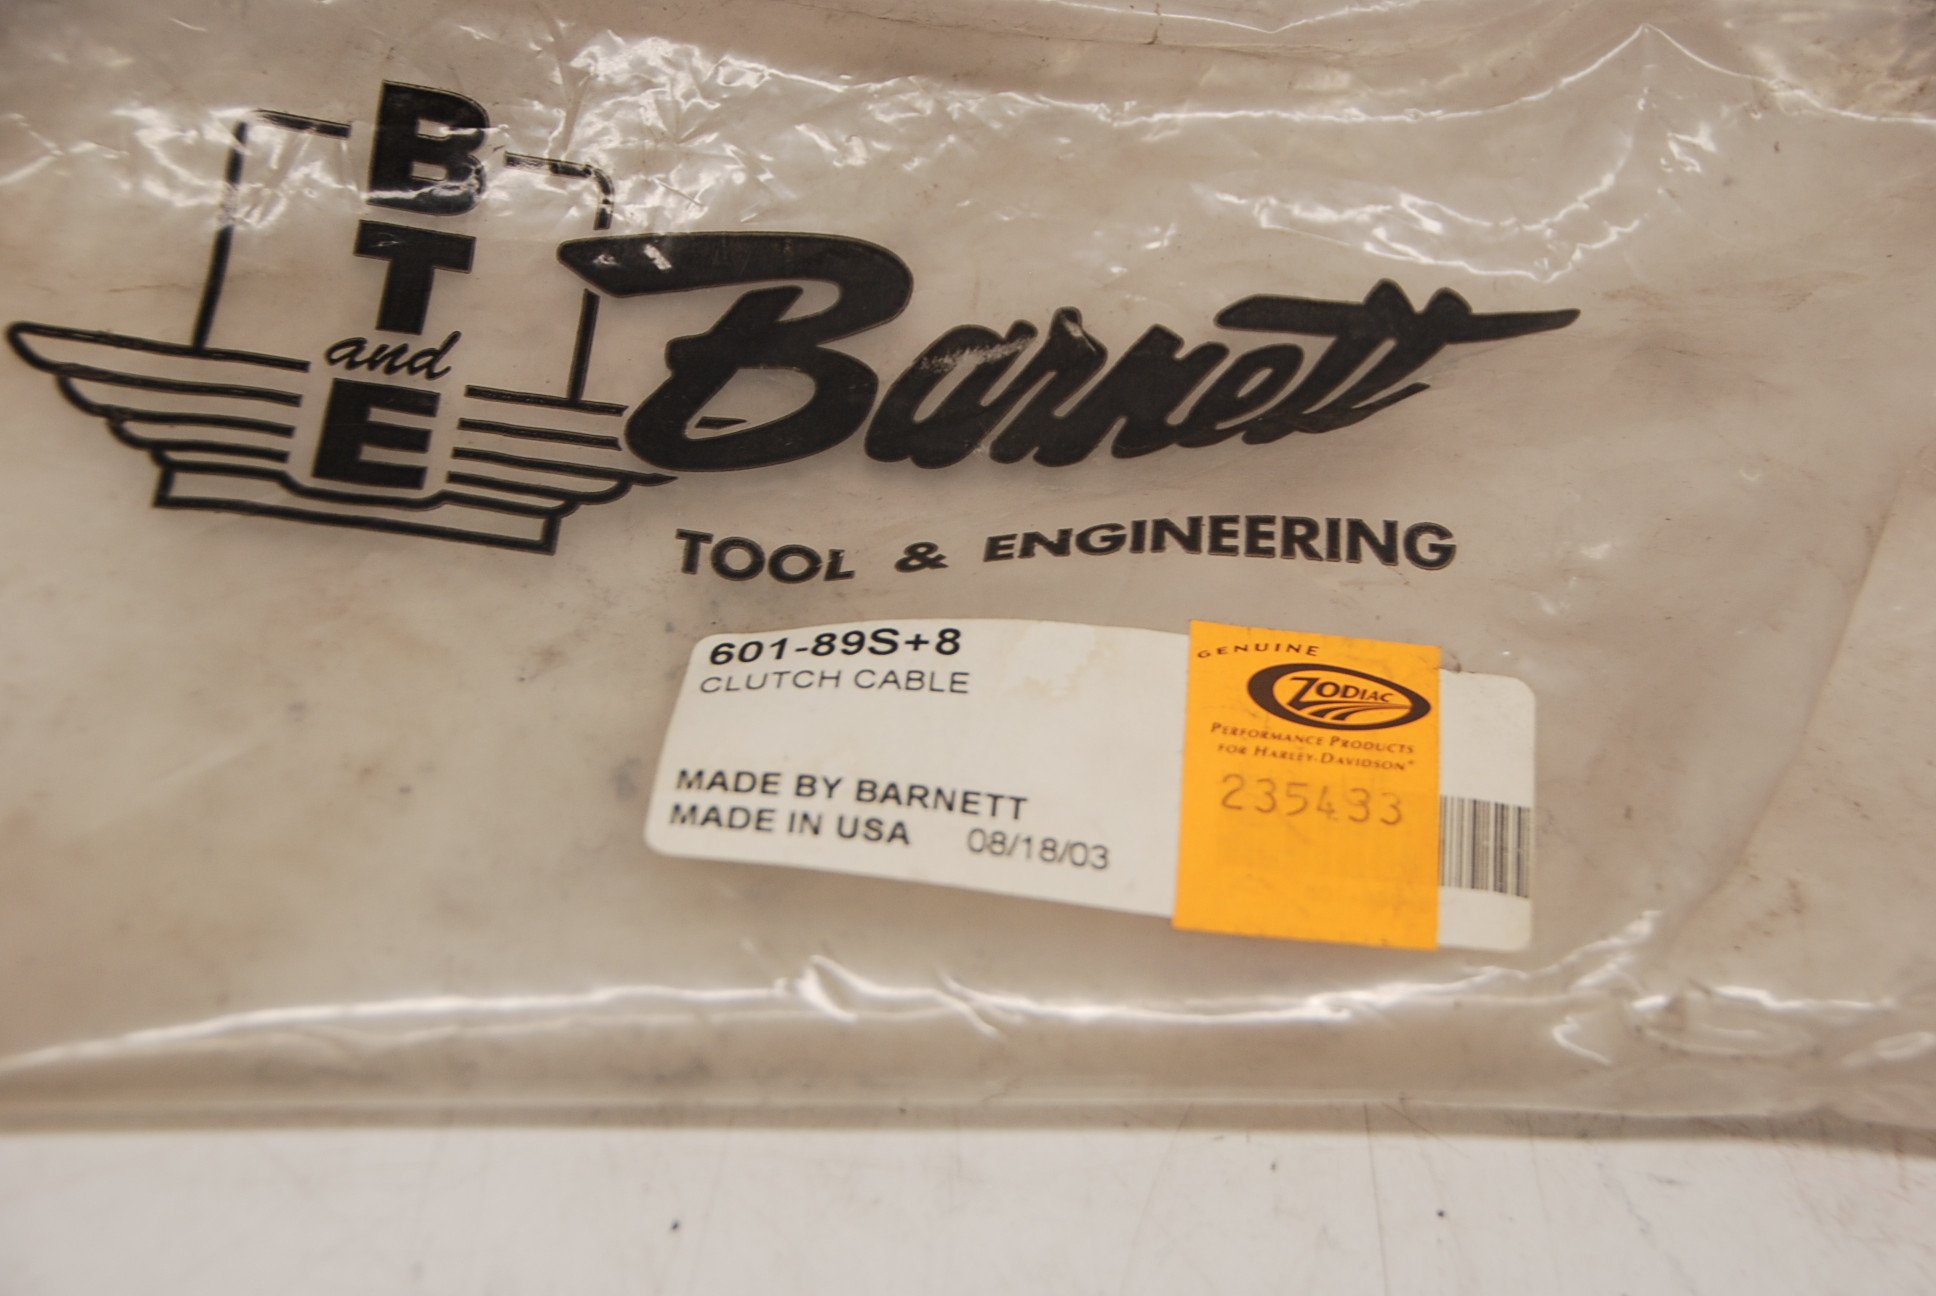 B
T
and
E
Barnett
TOOL & ENGINEERING
601-89S+8
CLUTCH CABLE
MADE BY BARNETT
MADE IN USA 08/18/03
GENUINE
ZODIAC
PERFORMANCE PRODUCTS
FOR HARLEY-DAVIDSON®
235433